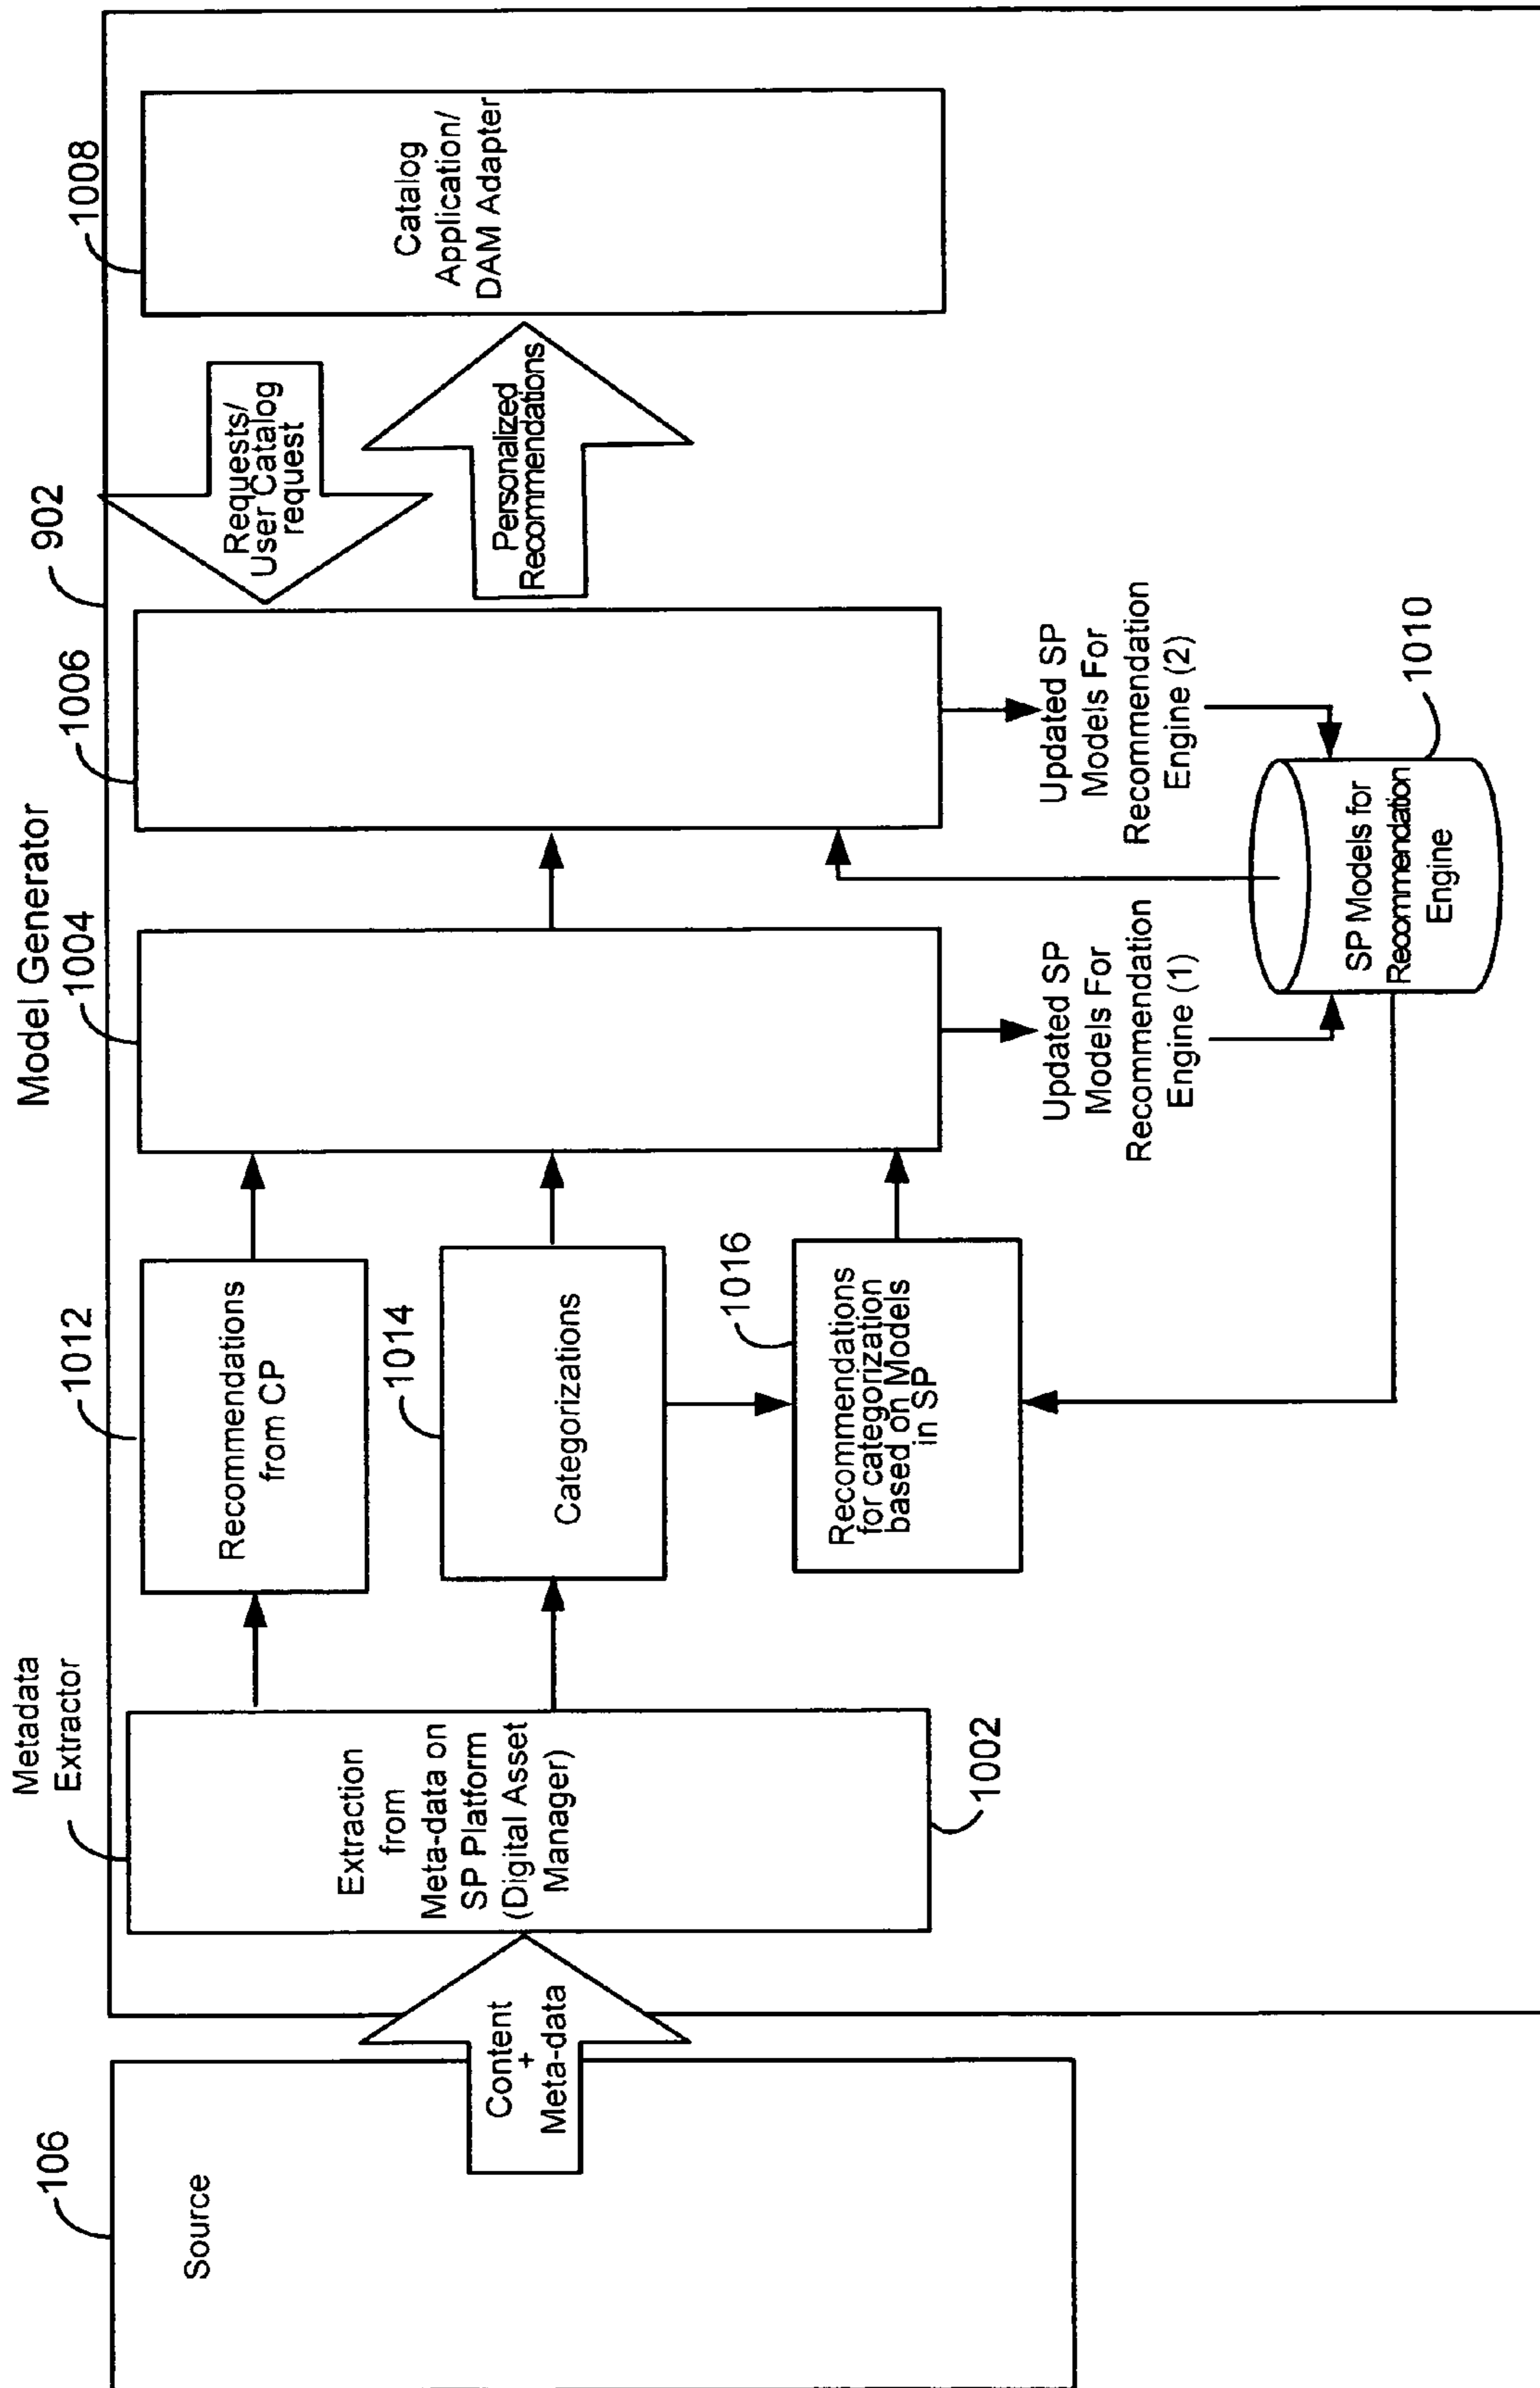 Model Generator
902
106
Source
Content
+
Meta-data
Metadata
Extractor
Extraction
from
Meta-data on
SP Platform
(Digital Asset
Manager)
1002
1012
Recommendations
from CP
1014
Categorizations
1016
Recommendations
for categorization
based on Models
in SP
1004
Updated SP
Models For
Recommendation
Engine (1)
1006
Updated SP
Models For
Recommendation
Engine (2)
SP Models for
Recommendation
Engine
1010
Requests/
User Catalog
request
Personalized
Recommendations
1008
Catalog
Application/
DAM Adapter